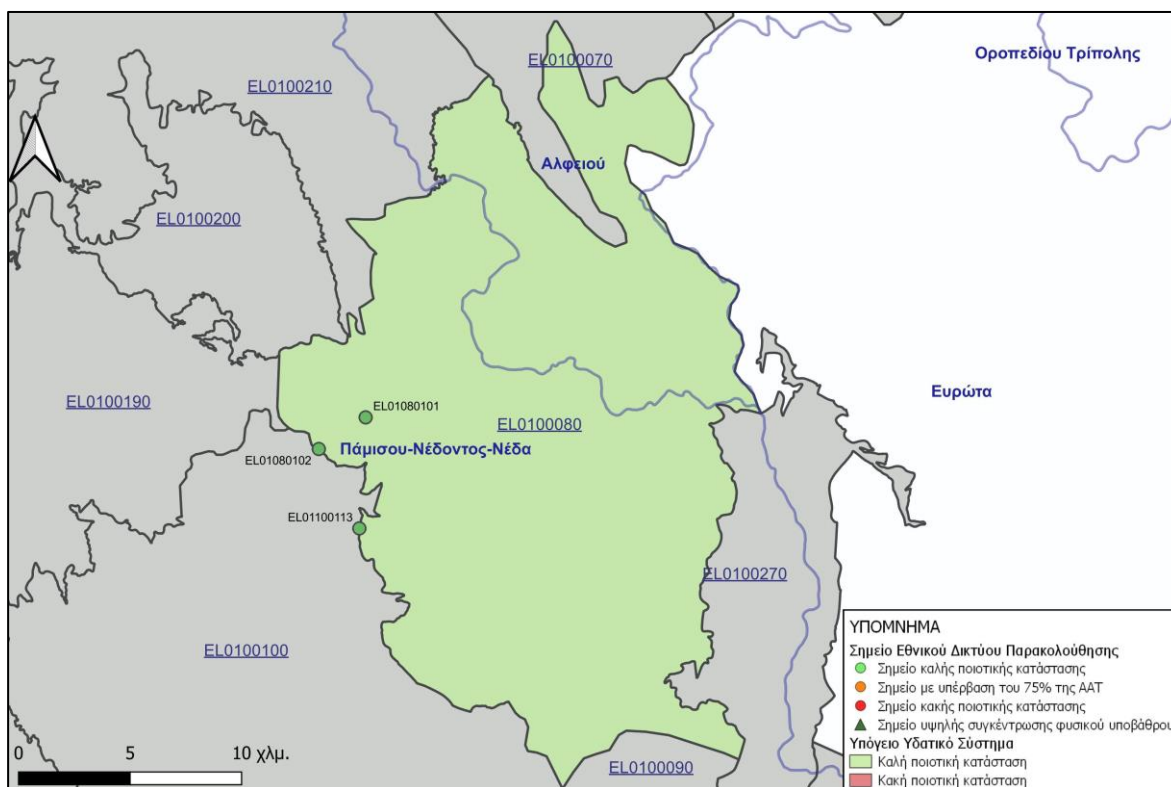 EL0100070
Οροπεδίου Τρίπολης
EL0100210
Αλφειού
EL0100200
EL0100190
EL01080101
Ευρώτα
EL0100080
EL01080102
Πάμισου-Νέδοντος-Νέδα
EL01100113
EL0100270
EL0100100
EL0100090
0 5 10 χλμ.
ΥΠΟΜΝΗΜΑ
Σημείο Εθνικού Δικτύου Παρακολούθησης
Σημείο καλής ποιοτικής κατάστασης
Σημείο με υπέρβαση του 75% της ΑΑΤ
Σημείο κακής ποιοτικής κατάστασης
Σημείο υψηλής συγκέντρωσης φυσικού υποβάθρου
Υπόγειο Υδατικό Σύστημα
Καλή ποιοτική κατάσταση
Κακή ποιοτική κατάσταση